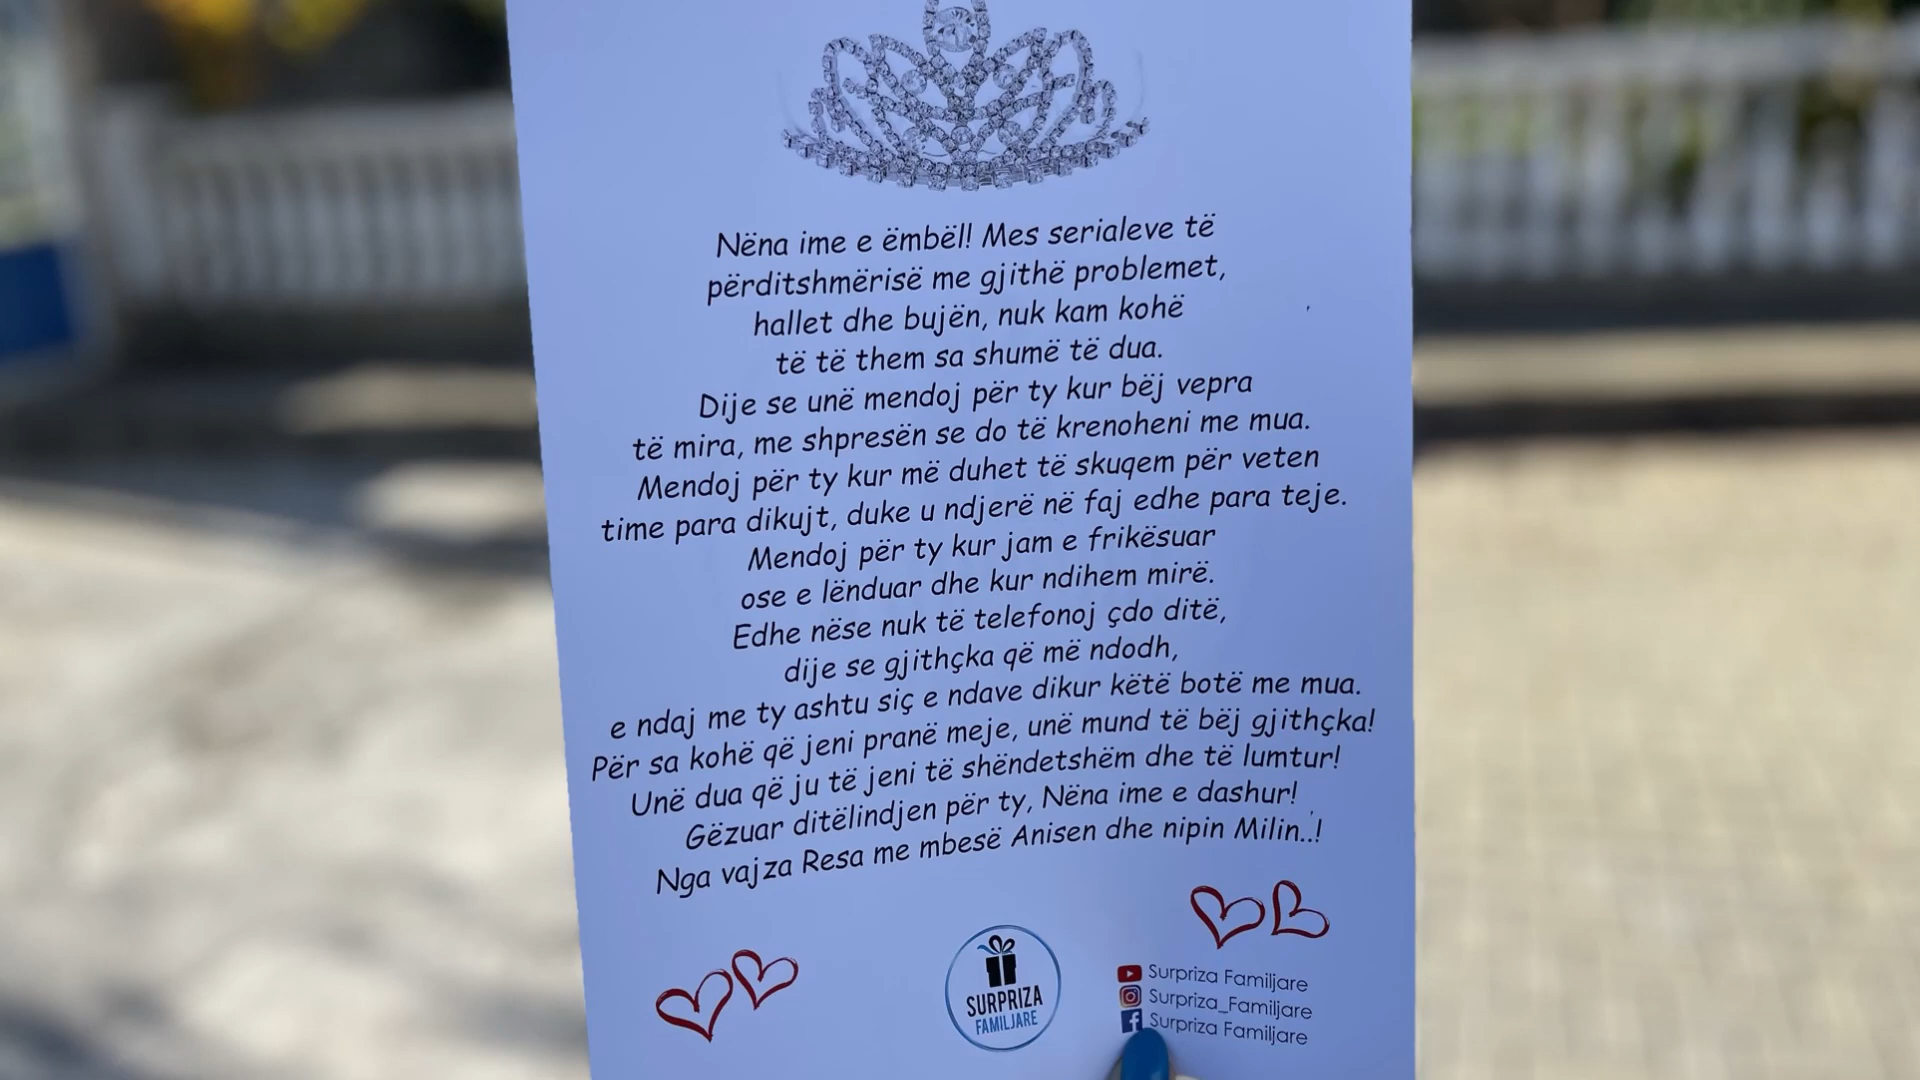 Nëna ime e ëmbël! Mes serialeve të
përditshmërisë me gjithë problemet,
hallet dhe bujën, nuk kam kohë
të të them sa shumë të dua.
Dije se unë mendoj për ty kur bëj vepra
të mira, me shpresën se do të krenoheni me mua.
Mendoj për ty kur më duhet të skuqem për veten
time para dikujt, duke u ndjerë në faj edhe para teje.
Mendoj për ty kur jam e frikësuar
ose e lënduar dhe kur ndihem mirë.
Edhe nëse nuk të telefonoj çdo ditë,
dije se gjithçka që më ndodh,
e ndaj me ty ashtu siç e ndave dikur këtë botë me mua.
Për sa kohë që jeni pranë meje, unë mund të bëj gjithçka!
Unë dua që ju të jeni të shëndetshëm dhe të lumtur!
Gëzuar ditëlindjen për ty, Nëna ime e dashur!
Nga vajza Resa me mbesë Anisen dhe nipin Milin..!
SURPRIZA
FAMILJARE
Surpriza Familjare
Surpriza_Familjare
Surpriza Familjare